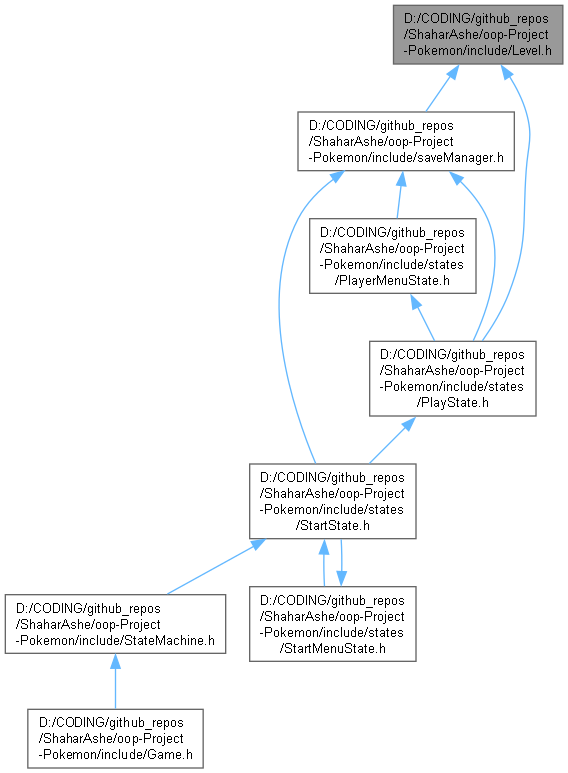 D:/CODING/github_repos
/ShaharAshe/oop-Project
-Pokemon/include/Level.h
D:/CODING/github_repos
/ShaharAshe/oop-Project
-Pokemon/include/saveManager.h
D:/CODING/github_repos
/ShaharAshe/oop-Project
-Pokemon/include/states
/PlayerMenuState.h
D:/CODING/github_repos
/ShaharAshe/oop-Project
-Pokemon/include/states
/PlayState.h
D:/CODING/github_repos
/ShaharAshe/oop-Project
-Pokemon/include/states
/StartState.h
D:/CODING/github_repos
/ShaharAshe/oop-Project
-Pokemon/include/StateMachine.h
D:/CODING/github_repos
/ShaharAshe/oop-Project
-Pokemon/include/states
/StartMenuState.h
D:/CODING/github_repos
/ShaharAshe/oop-Project
-Pokemon/include/Game.h